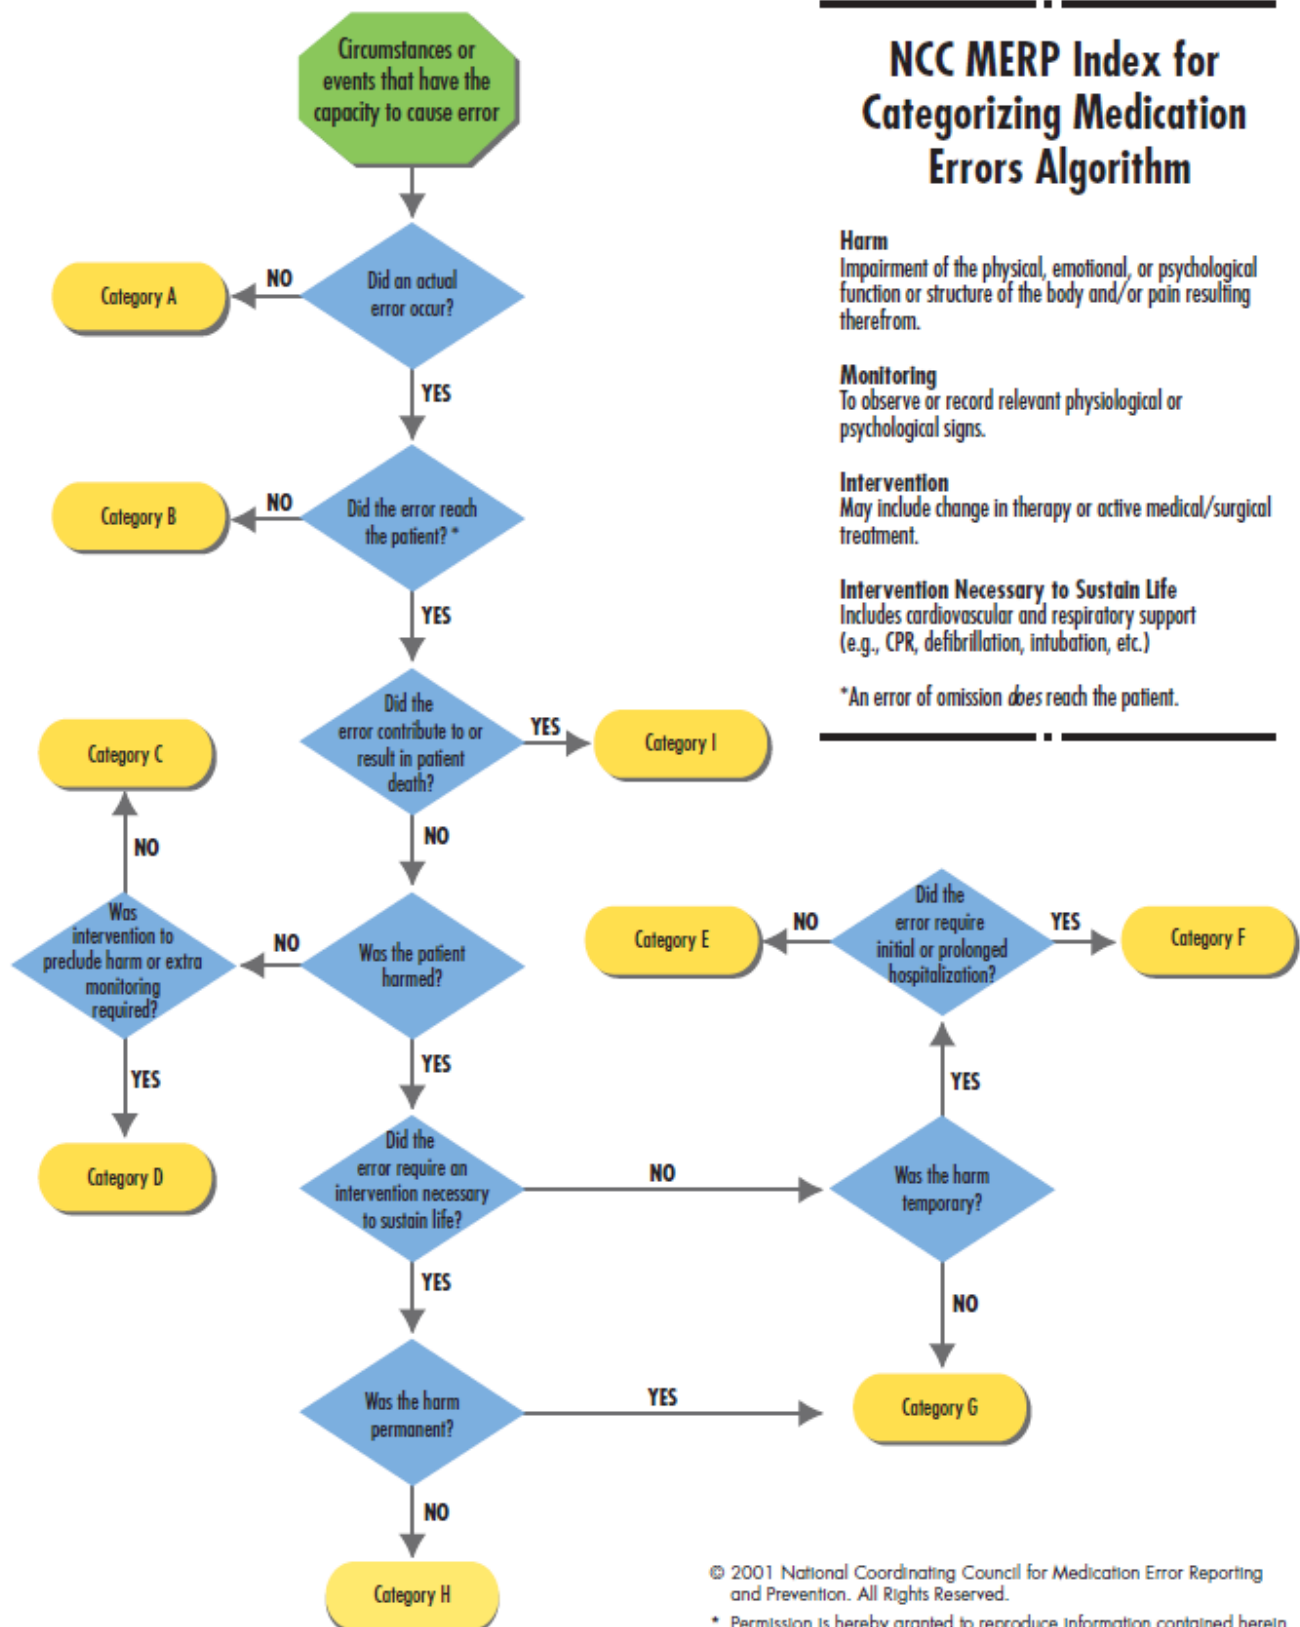 Circumstances or
events that have the
capacity to cause error
NCC MERP Index for
Categorizing Medication
Errors Algorithm
Harm
Impairment of the physical, emotional, or psychological
function or structure of the body and/or pain resulting
therefrom.
Monitoring
To observe or record relevant physiological or
psychological signs.
Intervention
May include change in therapy or active medical/surgical
treatment.
Intervention Necessary to Sustain Life
Includes cardiovascular and respiratory support
(e.g., CPR, defibrillation, intubation, etc.)
*An error of omission does reach the patient.
Did an actual
error occur?
NO
Category A
YES
Did the error reach
the patient? *
NO
Category B
YES
Did the
error contribute to or
result in patient
death?
YES
Category I
NO
Was the patient
harmed?
NO
Was
intervention to
preclude harm or extra
monitoring
required?
NO
Category C
YES
Category D
YES
Did the
error require an
intervention necessary
to sustain life?
NO
Was the harm
temporary?
YES
Did the
error require
initial or prolonged
hospitalization?
NO
Category E
YES
Category F
NO
Category G
YES
Was the harm
permanent?
YES
NO
Category H
© 2001 National Coordinating Council for Medication Error Reporting
and Prevention. All Rights Reserved.
* Permission is hereby granted to reproduce information contained herein